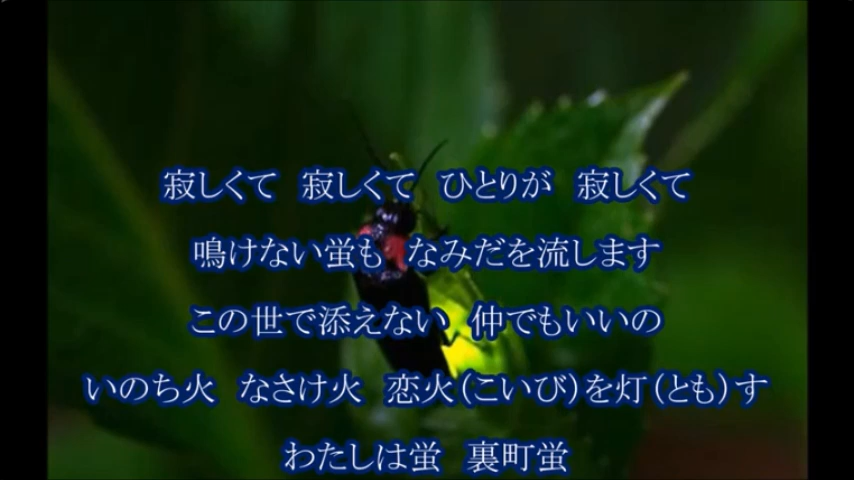 寂しくて　寂しくて　ひとりが　寂しくて
鳴けない蛍も　なみだを流します
この世で添えない　仲でもいいの
いのち火　なさけ火　恋火（こいび）を灯（とも）す
わたしは蛍　裏町蛍